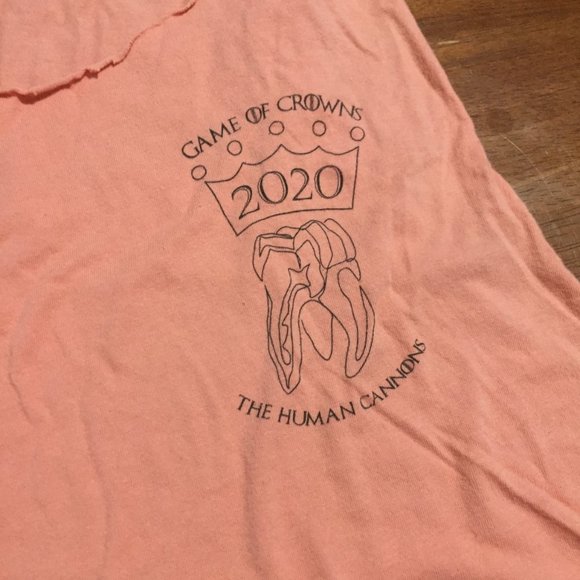 GAME OF CROWNS
2020
THE HUMAN CANNONS